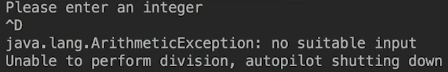 Please enter an integer
^D
java.lang.ArithmeticException: no suitable input
Unable to perform division, autopilot shutting down